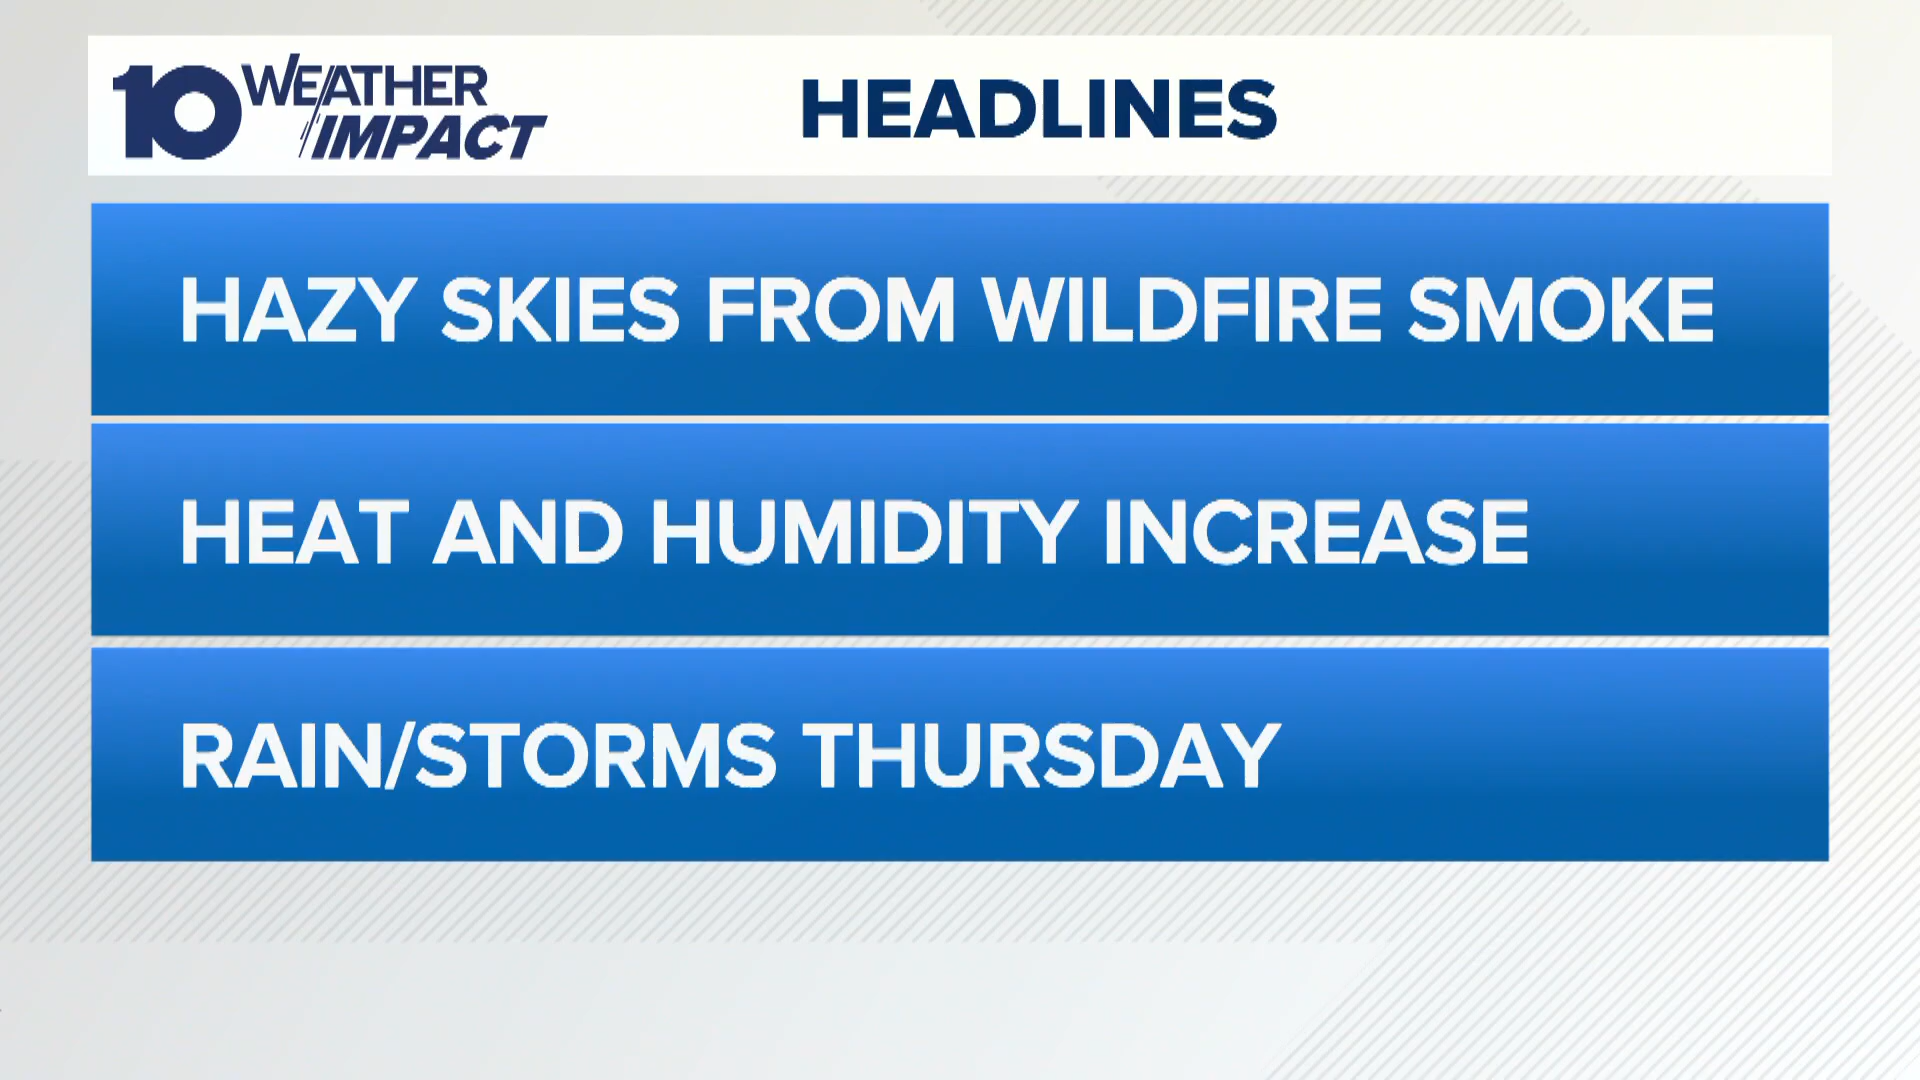 10 WEATHER IMPACT
HEADLINES
HAZY SKIES FROM WILDFIRE SMOKE
HEAT AND HUMIDITY INCREASE
RAIN/STORMS THURSDAY